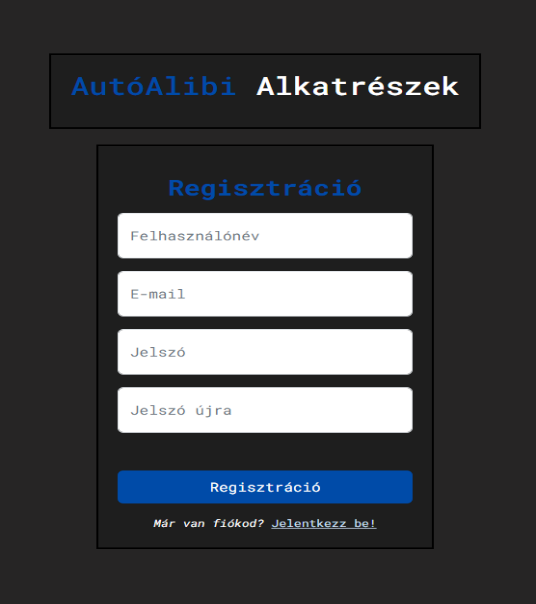 AutóAlibi Alkatrészek
Regisztráció
Felhasználónév
E-mail
Jelszó
Jelszó újra
Regisztráció
Már van fiókod? Jelentkezz be!